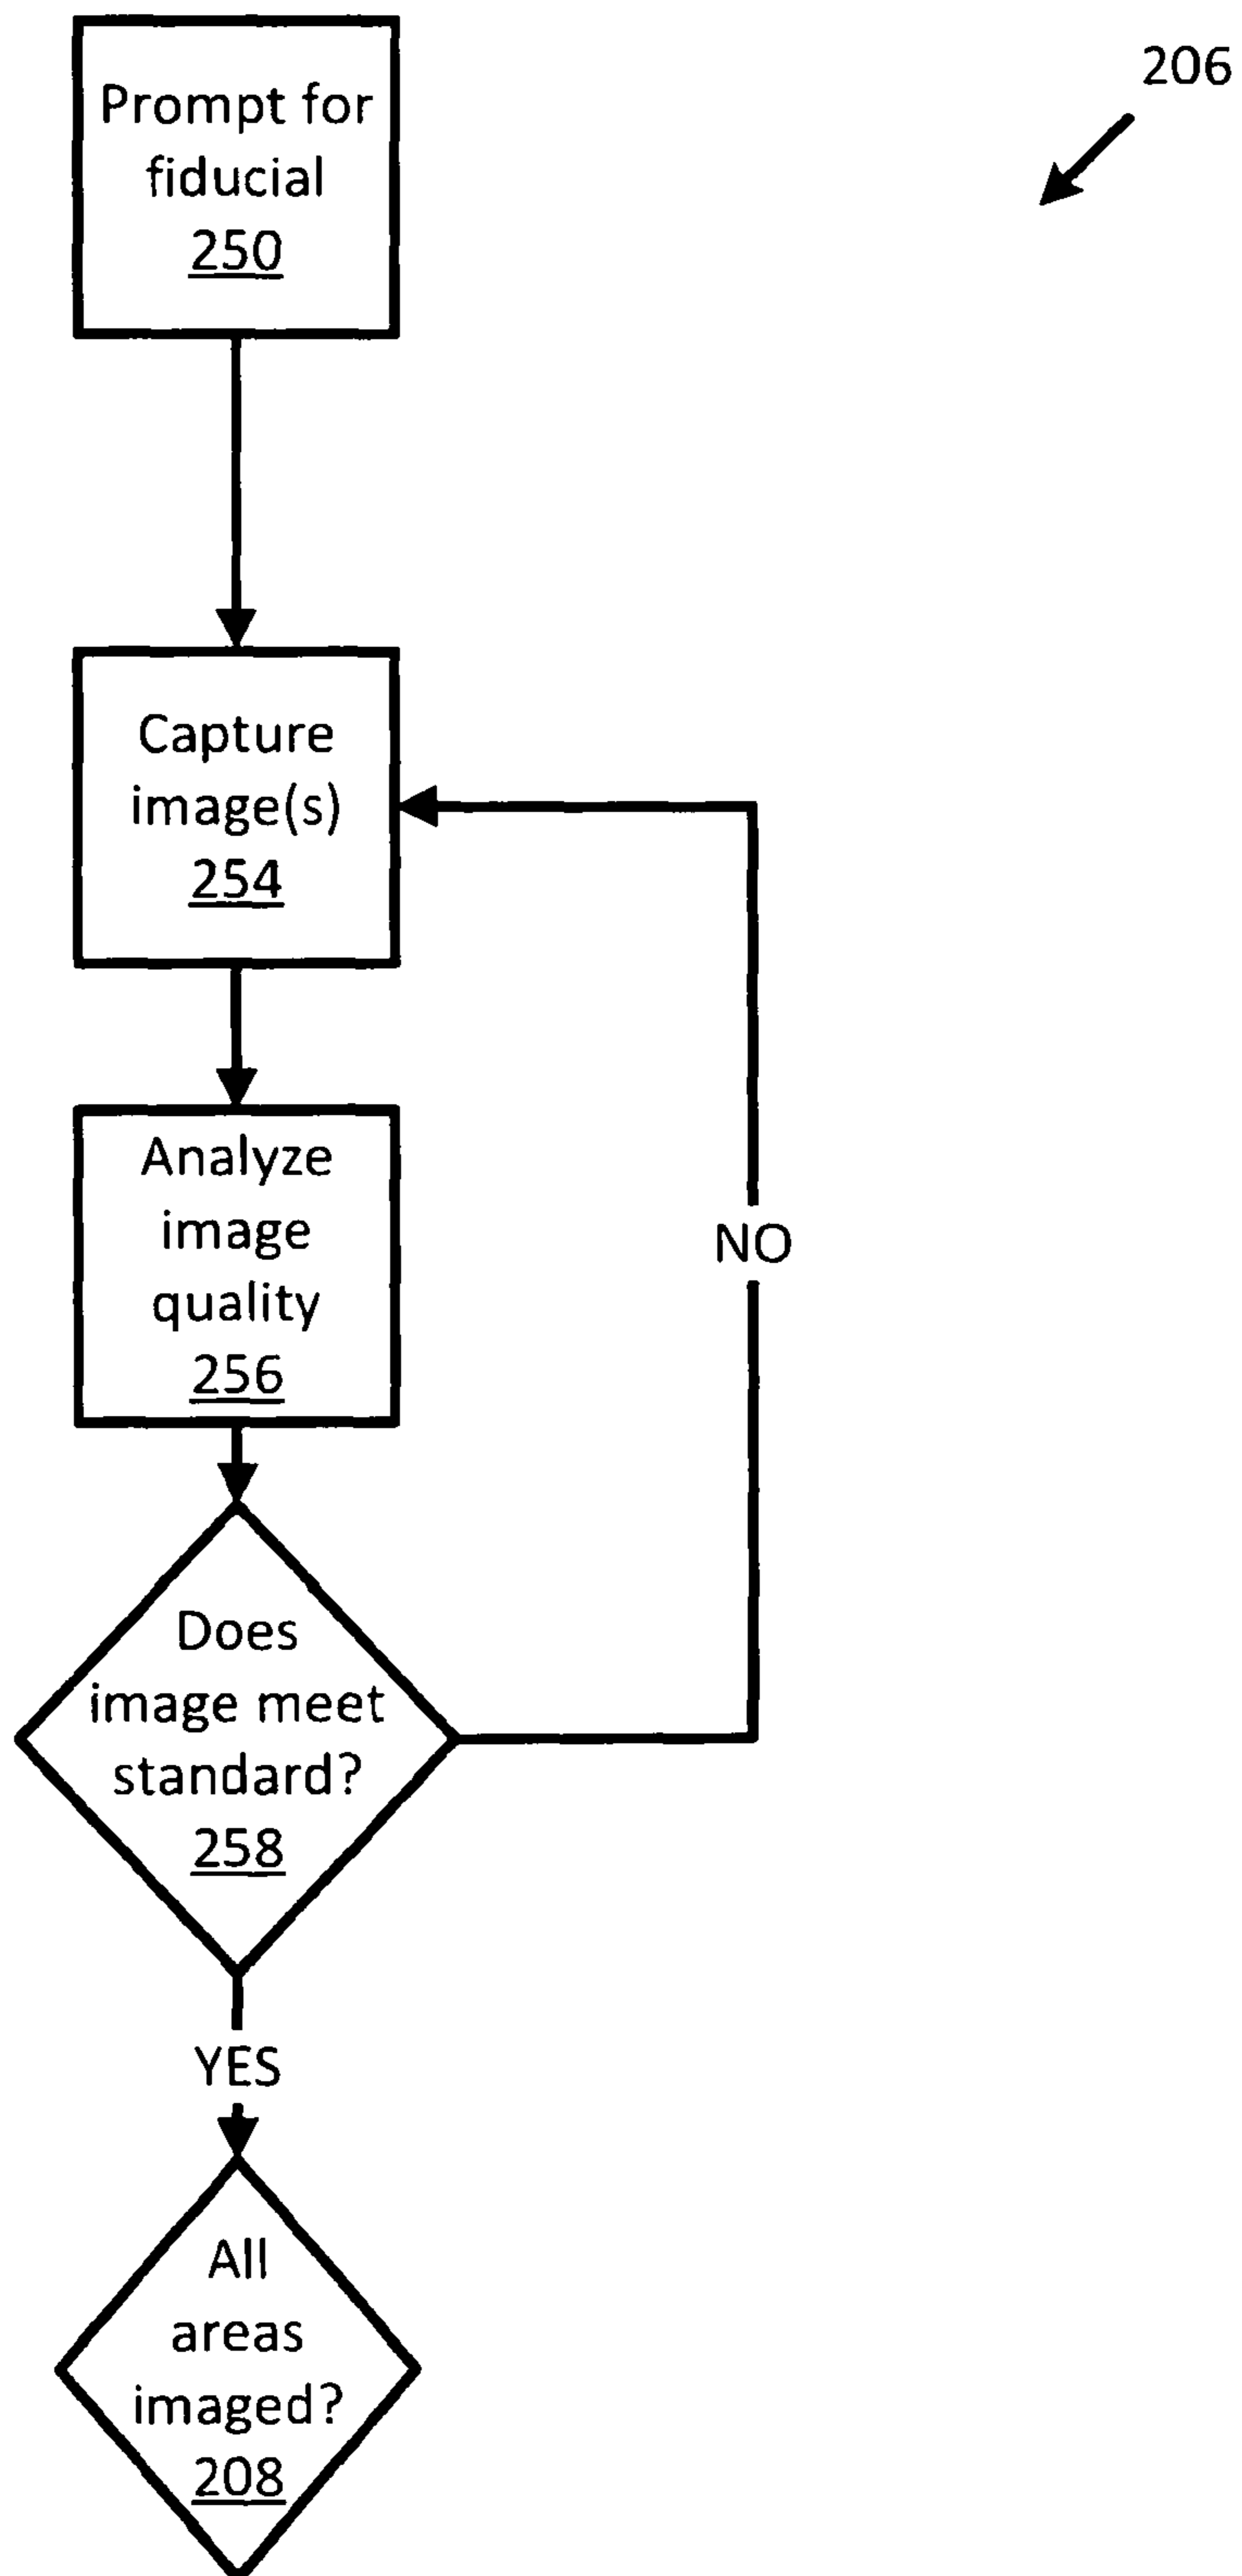 206
Prompt for
fiducial
250
Capture
image(s)
254
Analyze
image
quality
256
NO
Does
image meet
standard?
258
YES
All
areas
imaged?
208